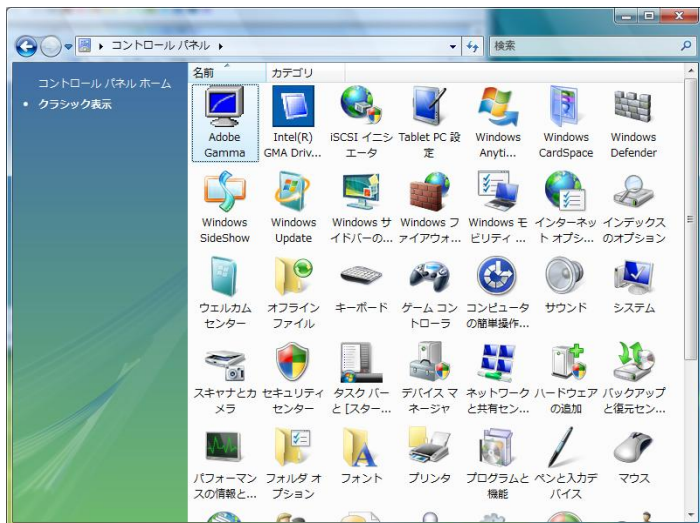 コントロール パネル
検索
コントロール パネル ホーム
クラシック表示
名前 カテゴリ
Adobe Gamma
Intel(R) GMA Driv...
iSCSI イニシエータ
Tablet PC 設定
Windows Anyti...
Windows CardSpace
Windows Defender
Windows SideShow
Windows Update
Windows サイドバーの...
Windows ファイアウォ...
Windows モビリティ ...
インターネット オプシ...
インデックスのオプション
ウェルカム センター
オフライン ファイル
キーボード
ゲーム コントローラ
コンピュータの簡単操作...
サウンド
システム
スキャナとカメラ
セキュリティ センター
タスク バーと [スター...
デバイス マネージャ
ネットワークと共有セン...
ハードウェアの追加
バックアップと復元セン...
パフォーマンスの情報と...
フォルダ オプション
フォント
プリンタ
プログラムと機能
ペンと入力デバイス
マウス